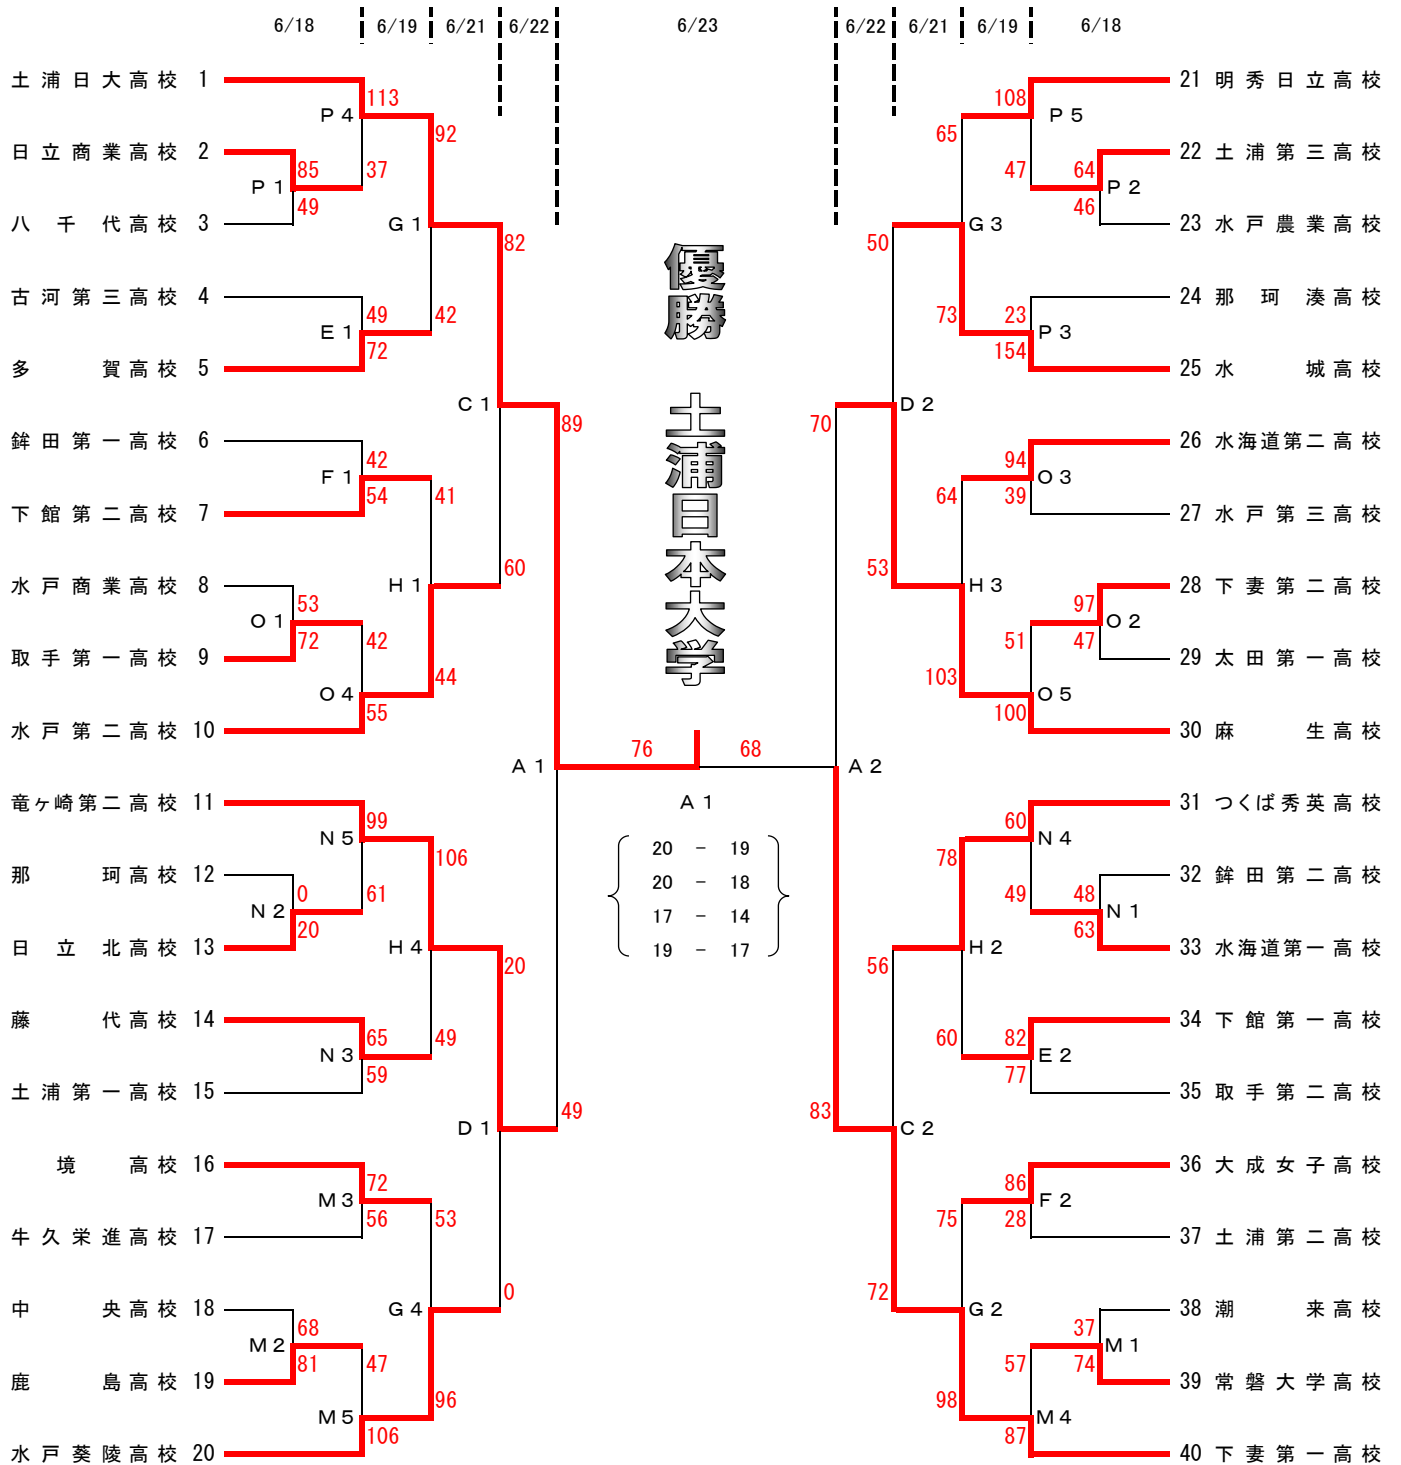 6/18 6/19 6/21 6/22 6/23 6/22 6/21 6/19 6/18
土浦日大高校 1
日立商業高校 2
八千代高校 3
古河第三高校 4
多賀高校 5
鉾田第一高校 6
下館第二高校 7
水戸商業高校 8
取手第一高校 9
水戸第二高校 10
竜ヶ崎第二高校 11
那珂高校 12
日立北高校 13
藤代高校 14
土浦第一高校 15
境高校 16
牛久栄進高校 17
中央高校 18
鹿島高校 19
水戸葵陵高校 20
P4 113 37
P1 85 49
E1 49 72
F1 42 54
O1 53 72
O4 42 55
N5 99 61
N2 0 20
N3 65 59
M3 72 56
M2 68 81
M5 47 106
G1 92 42
H1 41 44
H4 106 49
G4 53 96
C1 82 60
D1 20 0
A1 89 49
優勝 土浦日本大学
76 68
A1
20 - 19
20 - 18
17 - 14
19 - 17
A2 70 83
D2 50 53
C2 56 72
G3 65 73
H3 64 103
H2 78 60
G2 75 98
P5 108 47
P2 64 46
P3 23 154
O3 94 39
O2 97 47
O5 51 100
N4 60 49
N1 48 63
E2 82 77
F2 86 28
M1 37 74
M4 57 87
21 明秀日立高校
22 土浦第三高校
23 水戸農業高校
24 那珂湊高校
25 水城高校
26 水海道第二高校
27 水戸第三高校
28 下妻第二高校
29 太田第一高校
30 麻生高校
31 つくば秀英高校
32 鉾田第二高校
33 水海道第一高校
34 下館第一高校
35 取手第二高校
36 大成女子高校
37 土浦第二高校
38 潮来高校
39 常磐大学高校
40 下妻第一高校